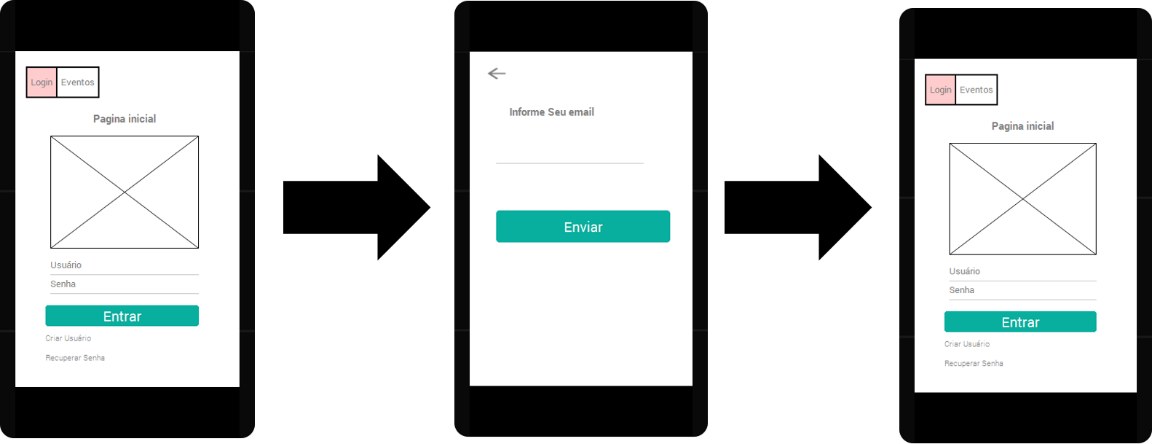 Login Eventos
Pagina inicial
Usuário
Senha
Entrar
Criar Usuário
Recuperar Senha
Informe Seu email
Enviar
Login Eventos
Pagina inicial
Usuário
Senha
Entrar
Criar Usuário
Recuperar Senha